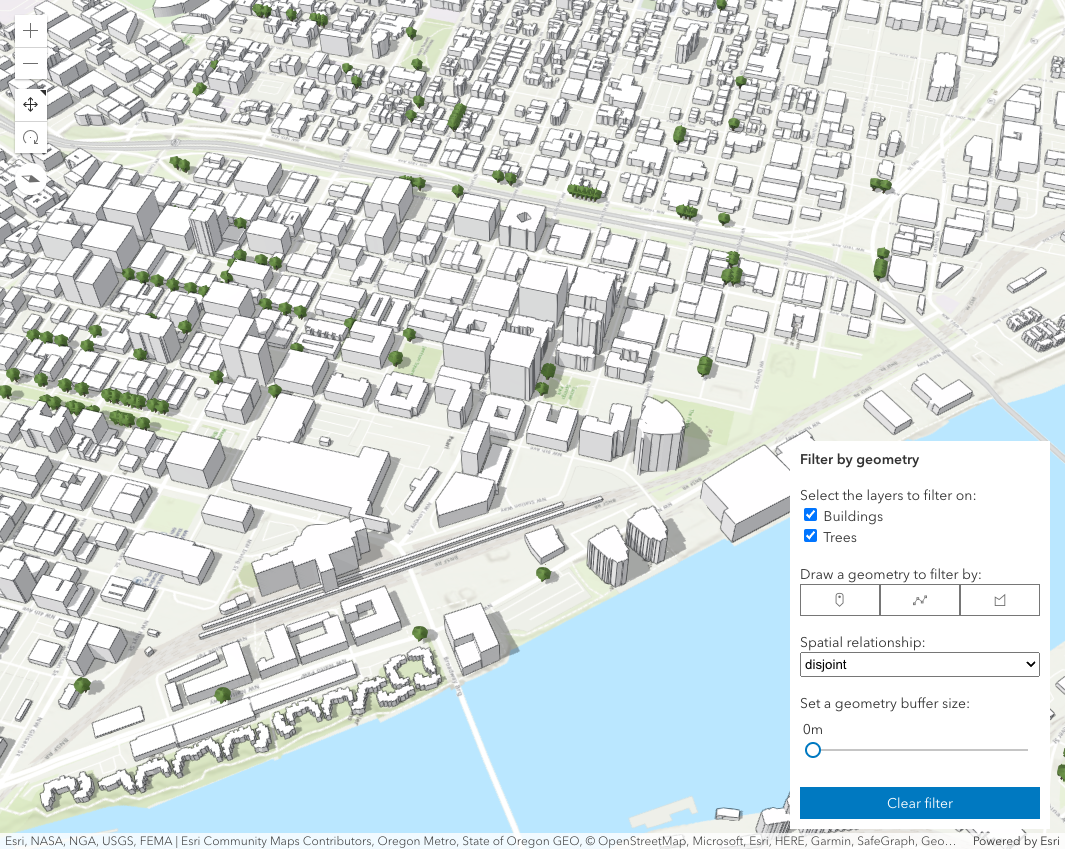 Filter by geometry
Select the layers to filter on:
Buildings
Trees
Draw a geometry to filter by:
Spatial relationship:
disjoint
Set a geometry buffer size:
0m
Clear filter
Esri, NASA, NGA, USGS, FEMA | Esri Community Maps Contributors, Oregon Metro, State of Oregon GEO, © OpenStreetMap, Microsoft, Esri, HERE, Garmin, SafeGraph, Geo…
Powered by Esri